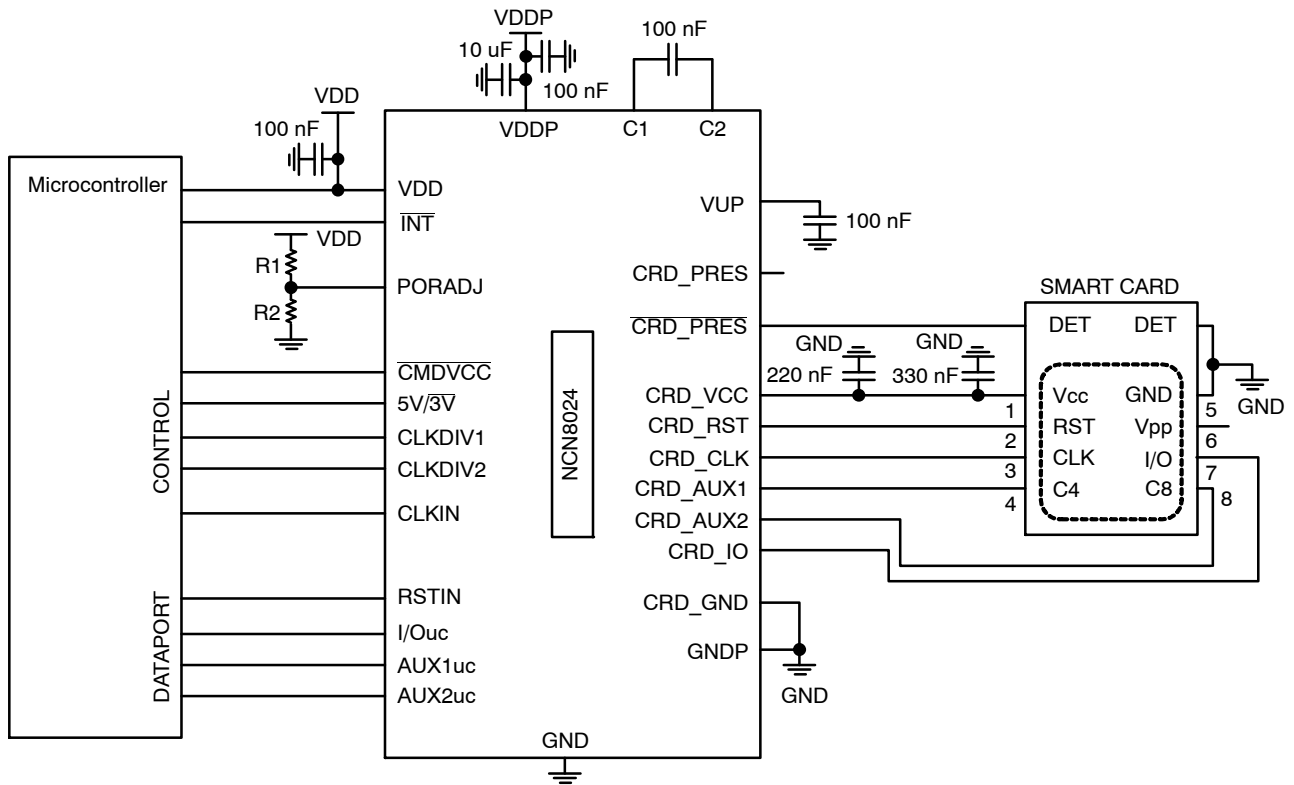 VDDP
10 uF
100 nF
100 nF
VDD
100 nF
VDDP
C1
C2
Microcontroller
VDD
INT
VDD
R1
R2
PORADJ
CONTROL
CMDVCC
5V/3V
CLKDIV1
CLKDIV2
CLKIN
DATAPORT
RSTIN
I/Ouc
AUX1uc
AUX2uc
NCN8024
GND
VUP
100 nF
CRD_PRES
CRD_PRES
CRD_VCC
CRD_RST
CRD_CLK
CRD_AUX1
CRD_AUX2
CRD_IO
CRD_GND
GNDP
GND
GND
220 nF
GND
330 nF
SMART CARD
DET
DET
Vcc
GND
RST
Vpp
CLK
I/O
C4
C8
1
2
3
4
5
6
7
8
GND